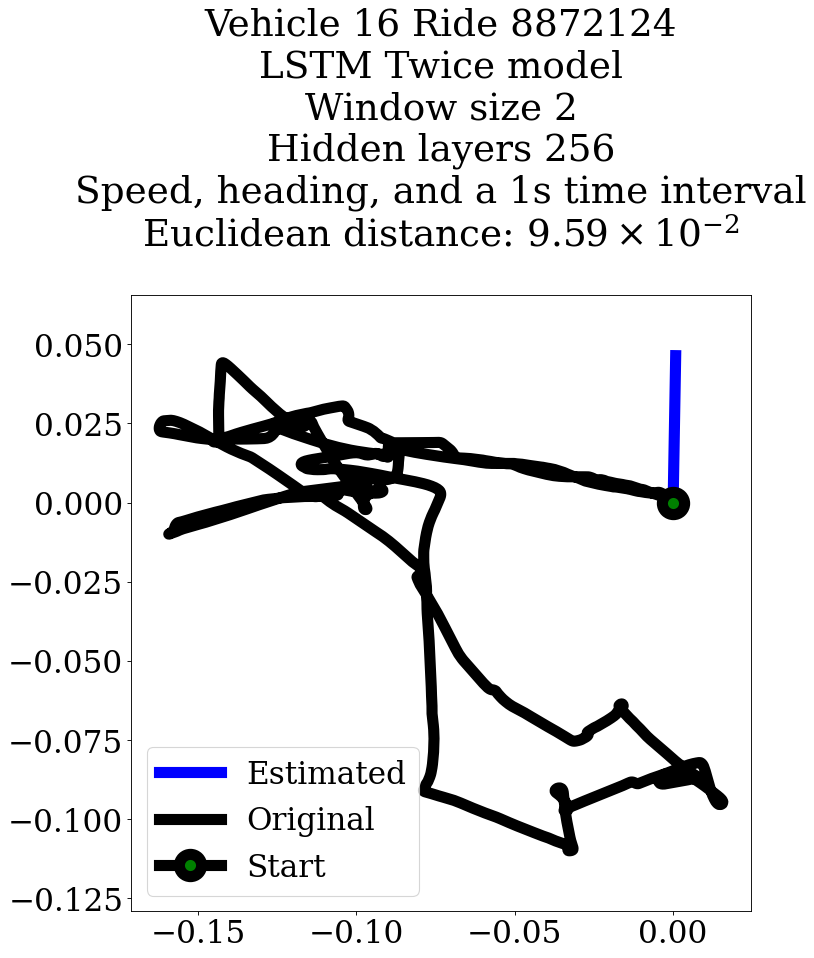 Vehicle 16 Ride 8872124
LSTM Twice model
Window size 2
Hidden layers 256
Speed, heading, and a 1s time interval
Euclidean distance: 9.59 × 10⁻²
0.050
0.025
0.000
−0.025
−0.050
−0.075
−0.100
−0.125
Estimated
Original
Start
−0.15
−0.10
−0.05
0.00